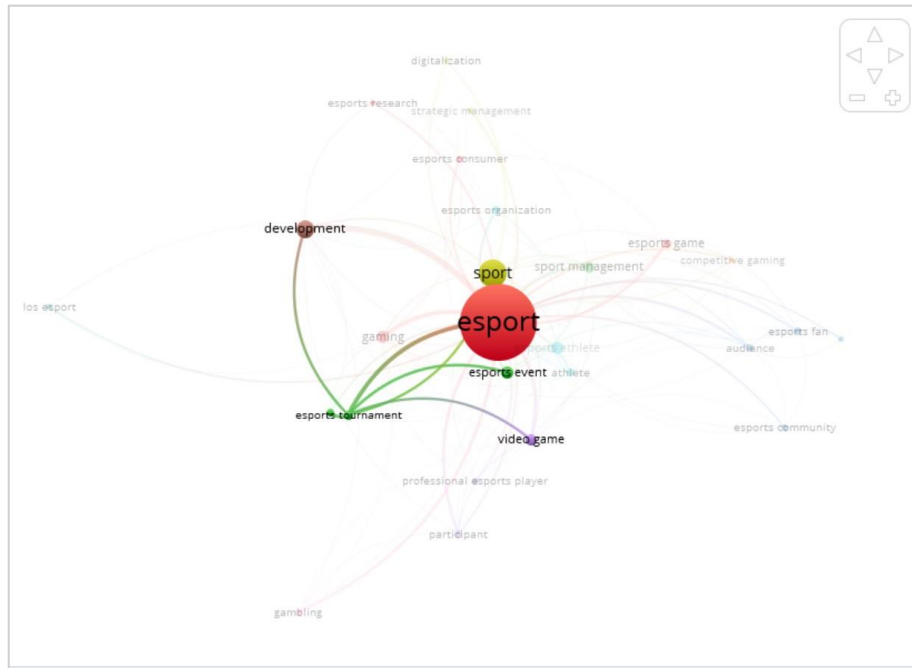 digitalization
esports research
strategic management
esports consumer
esports organization
development
esports game
competitive gaming
sport management
sport
los esport
esport
esports fan
gaming
esports athlete
audience
esports event
athlete
esports tournament
esports community
video game
professional esports player
participant
gambling